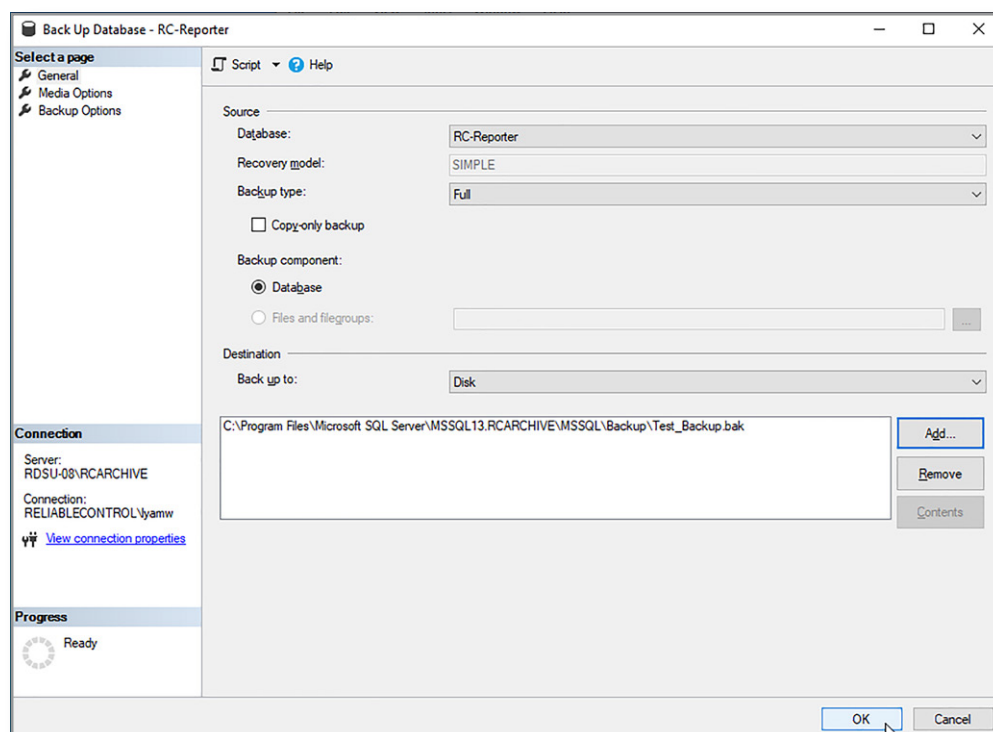 Back Up Database - RC-Reporter
Select a page
General
Media Options
Backup Options
Script
Help
Source
Database:
RC-Reporter
Recovery model:
SIMPLE
Backup type:
Full
Copy-only backup
Backup component:
Database
Files and filegroups:
...
Destination
Back up to:
Disk
C:\Program Files\Microsoft SQL Server\MSSQL13.RCARCHIVE\MSSQL\Backup\Test_Backup.bak
Add...
Remove
Contents
Connection
Server:
RDSU-08\RCARCHIVE
Connection:
RELIABLECONTROL\lyamw
View connection properties
Progress
Ready
OK
Cancel